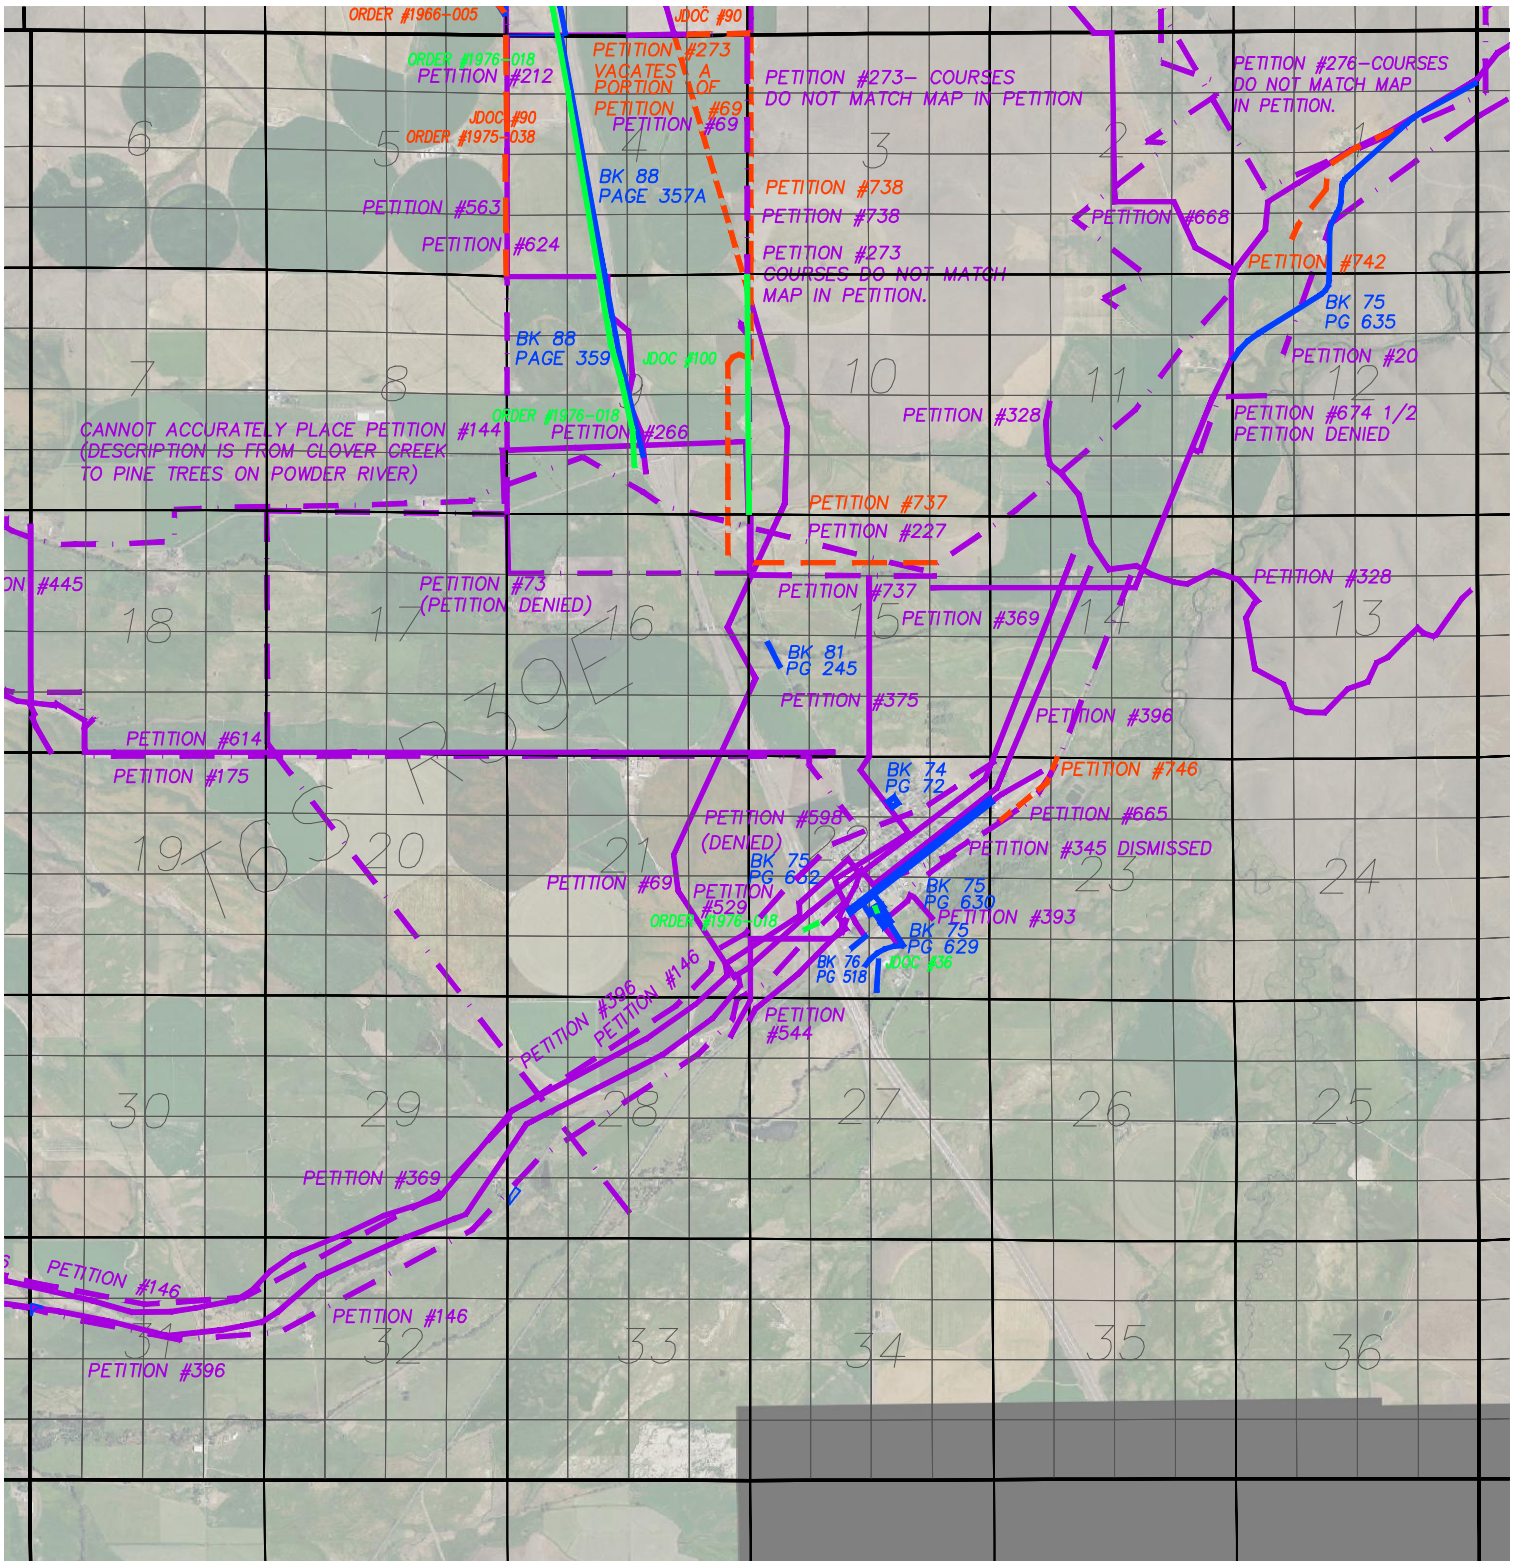 ORDER #1966-005
JDOC #90
ORDER #1976-018
PETITION #212
PETITION #273
VACATES A
PORTION OF
PETITION #69
PETITION #69
PETITION #273- COURSES
DO NOT MATCH MAP IN PETITION
PETITION #276-COURSES
DO NOT MATCH MAP
IN PETITION.
JDOC #90
ORDER #1975-038
6
5
4
3
2
1
BK 88
PAGE 357A
PETITION #738
PETITION #738
PETITION #563
PETITION #624
PETITION #668
PETITION #273
COURSES DO NOT MATCH
MAP IN PETITION.
PETITION #742
BK 75
PG 635
BK 88
PAGE 359
JDOC #100
PETITION #20
7
8
9
10
11
12
ORDER #1976-018
PETITION #266
PETITION #328
PETITION #674 1/2
PETITION DENIED
CANNOT ACCURATELY PLACE PETITION #144
(DESCRIPTION IS FROM CLOVER CREEK
TO PINE TREES ON POWDER RIVER)
PETITION #737
PETITION #227
ON #445
PETITION #73
(PETITION DENIED)
PETITION #737
PETITION #328
PETITION #369
18
17
16
15
14
13
BK 81
PG 245
PETITION #375
PETITION #396
R39E
T6S
PETITION #614
PETITION #175
BK 74
PG 72
PETITION #746
PETITION #598
(DENIED)
PETITION #665
PETITION #345 DISMISSED
19
20
21
22
23
24
BK 75
PG 632
PETITION #69
PETITION
#529
BK 75
PG 630
PETITION #393
ORDER #1976-018
BK 75
PG 629
BK 76
PG 518
JDOC #36
PETITION #396
PETITION #146
PETITION
#544
30
29
28
27
26
25
PETITION #369
6
PETITION #146
PETITION #146
31
32
33
34
35
36
PETITION #396